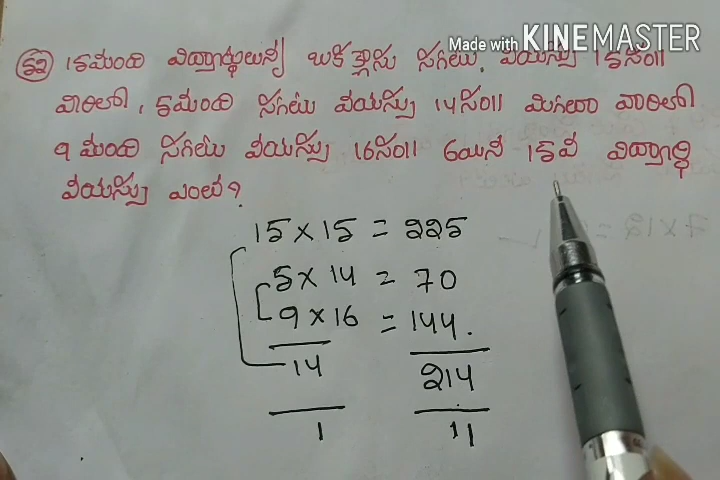 Made with KINEMASTER
62) 15మంది విద్యార్థులున్న ఒక క్లాసు సగటు వయస్సు 15సం॥
వారిలో, 5మంది సగటు వయస్సు 14సం॥ మిగతా వారిలో
9 మంది సగటు వయస్సు 16సం॥ అయిన 15వ విద్యార్థి
వయస్సు ఎంత?
15 × 15 = 225
5 × 14 = 70
9 × 16 = 144.
14 214
1 11